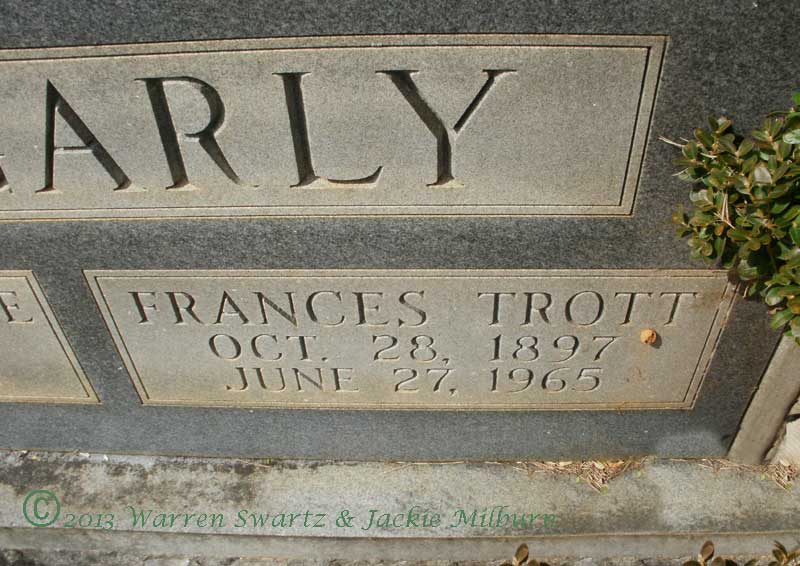 ARLY
E
FRANCES TROTT
OCT. 28, 1897
JUNE 27, 1965
© 2013 Warren Swartz & Jackie Milburn